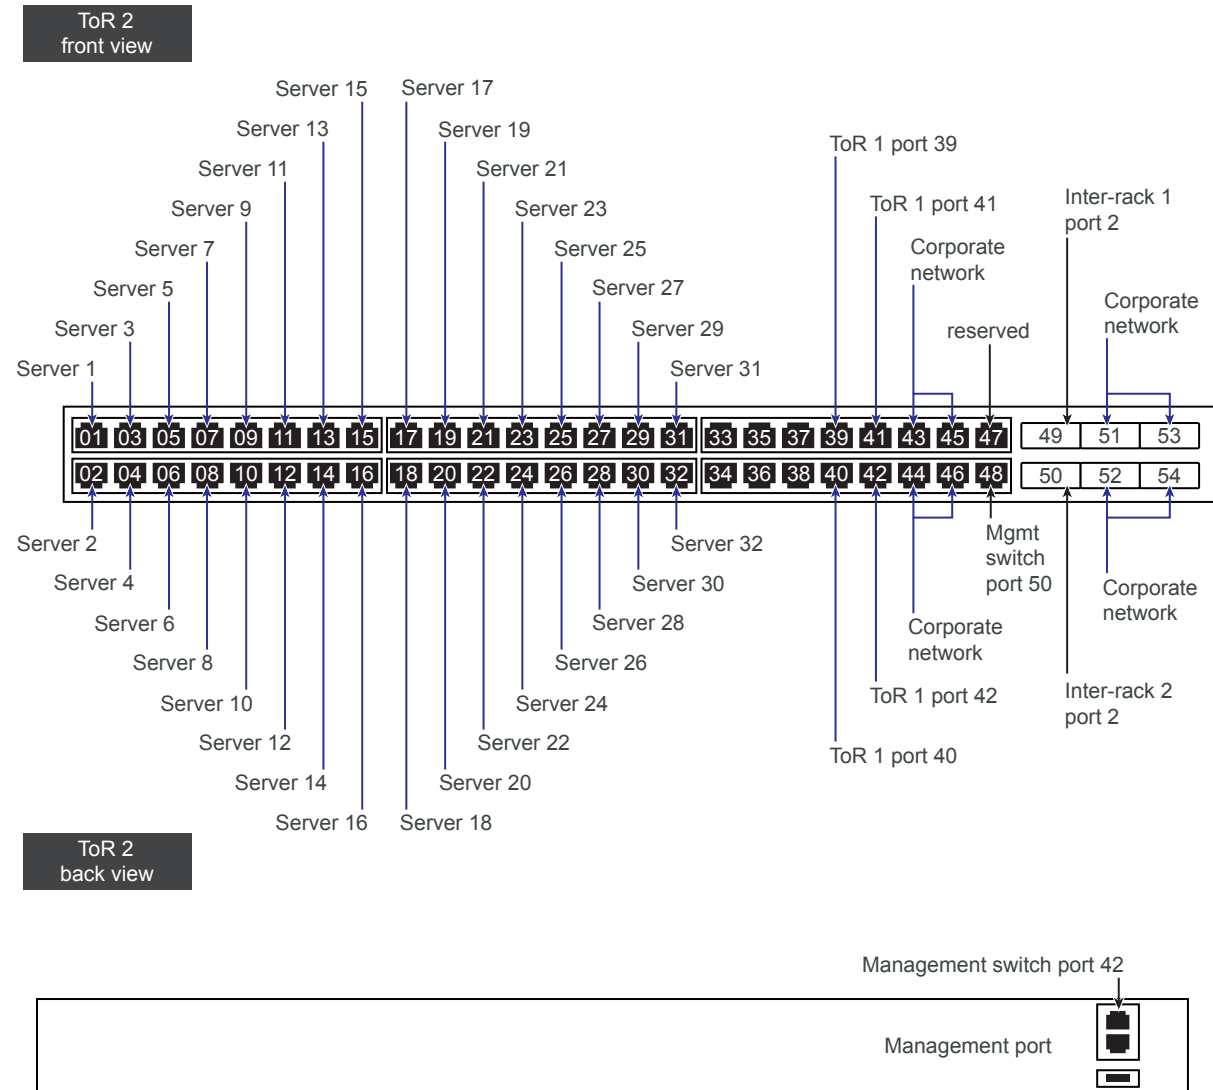 ToR 2
front view
Server 15
Server 17
Server 13
Server 19
Server 11
Server 21
Server 9
Server 23
Server 7
Server 25
Server 5
Server 27
Server 3
Server 29
Server 1
Server 31
ToR 1 port 39
ToR 1 port 41
Corporate
network
reserved
Inter-rack 1
port 2
Corporate
network
01 03 05 07 09 11 13 15 17 19 21 23 25 27 29 31 33 35 37 39 41 43 45 47 49 51 53
02 04 06 08 10 12 14 16 18 20 22 24 26 28 30 32 34 36 38 40 42 44 46 48 50 52 54
Server 2
Server 32
Server 4
Server 30
Server 6
Server 28
Server 8
Server 26
Server 10
Server 24
Server 12
Server 22
Server 14
Server 20
Server 16
Server 18
Mgmt
switch
port 50
Corporate
network
Corporate
network
ToR 1 port 42
Inter-rack 2
port 2
ToR 1 port 40
ToR 2
back view
Management switch port 42
Management port